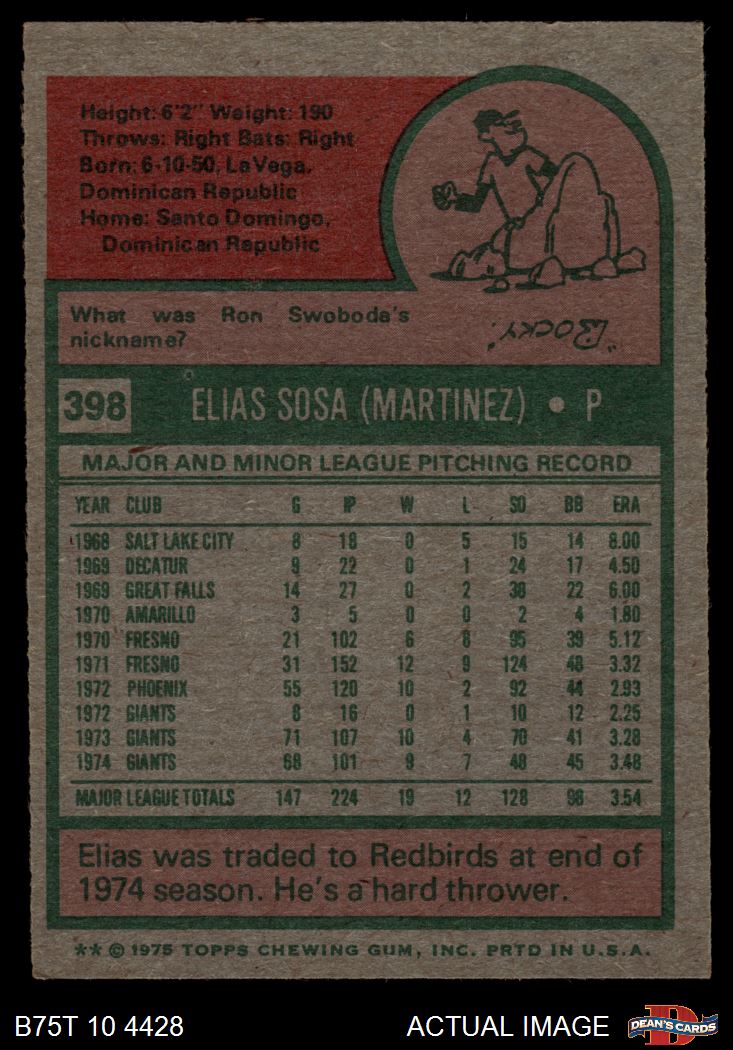 Height: 6'2" Weight: 190
Throws: Right Bats: Right
Born: 6-10-50, La Vega,
Dominican Republic
Home: Santo Domingo,
Dominican Republic
What was Ron Swoboda's
nickname?
"Rocky"
398 ELIAS SOSA (MARTINEZ) • P
MAJOR AND MINOR LEAGUE PITCHING RECORD
YEAR CLUB G IP W L SO BB ERA
1968 SALT LAKE CITY 8 18 0 5 15 14 8.00
1969 DECATUR 9 22 0 1 24 17 4.50
1969 GREAT FALLS 14 27 0 2 38 22 6.00
1970 AMARILLO 3 5 0 0 2 4 1.80
1970 FRESNO 21 102 6 8 95 39 5.12
1971 FRESNO 31 152 12 9 124 48 3.32
1972 PHOENIX 55 120 10 2 92 44 2.93
1972 GIANTS 8 16 0 1 10 12 2.25
1973 GIANTS 71 107 10 4 70 41 3.28
1974 GIANTS 68 101 9 7 48 45 3.48
MAJOR LEAGUE TOTALS 147 224 19 12 128 98 3.54
Elias was traded to Redbirds at end of
1974 season. He's a hard thrower.
** © 1975 TOPPS CHEWING GUM, INC. PRTD IN U.S.A.
B75T 10 4428 ACTUAL IMAGE D DEAN'S CARDS